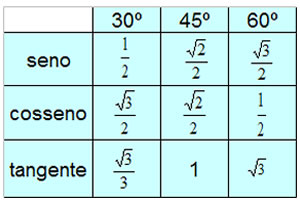 30º 45º 60º
seno 1/2 √2/2 √3/2
cosseno √3/2 √2/2 1/2
tangente √3/3 1 √3